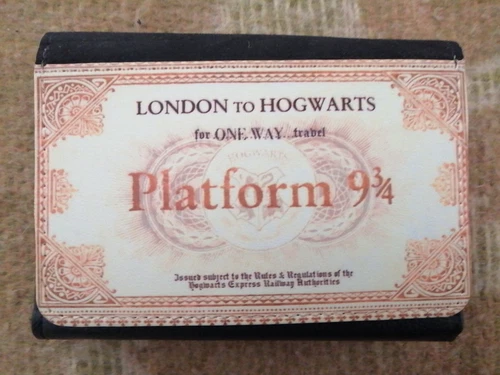 LONDON TO HOGWARTS
for ONE WAY...travel
HOGWARTS
Platform 9¾
Issued subject to the Rules & Regulations of the
Hogwarts Express Railway Authorities